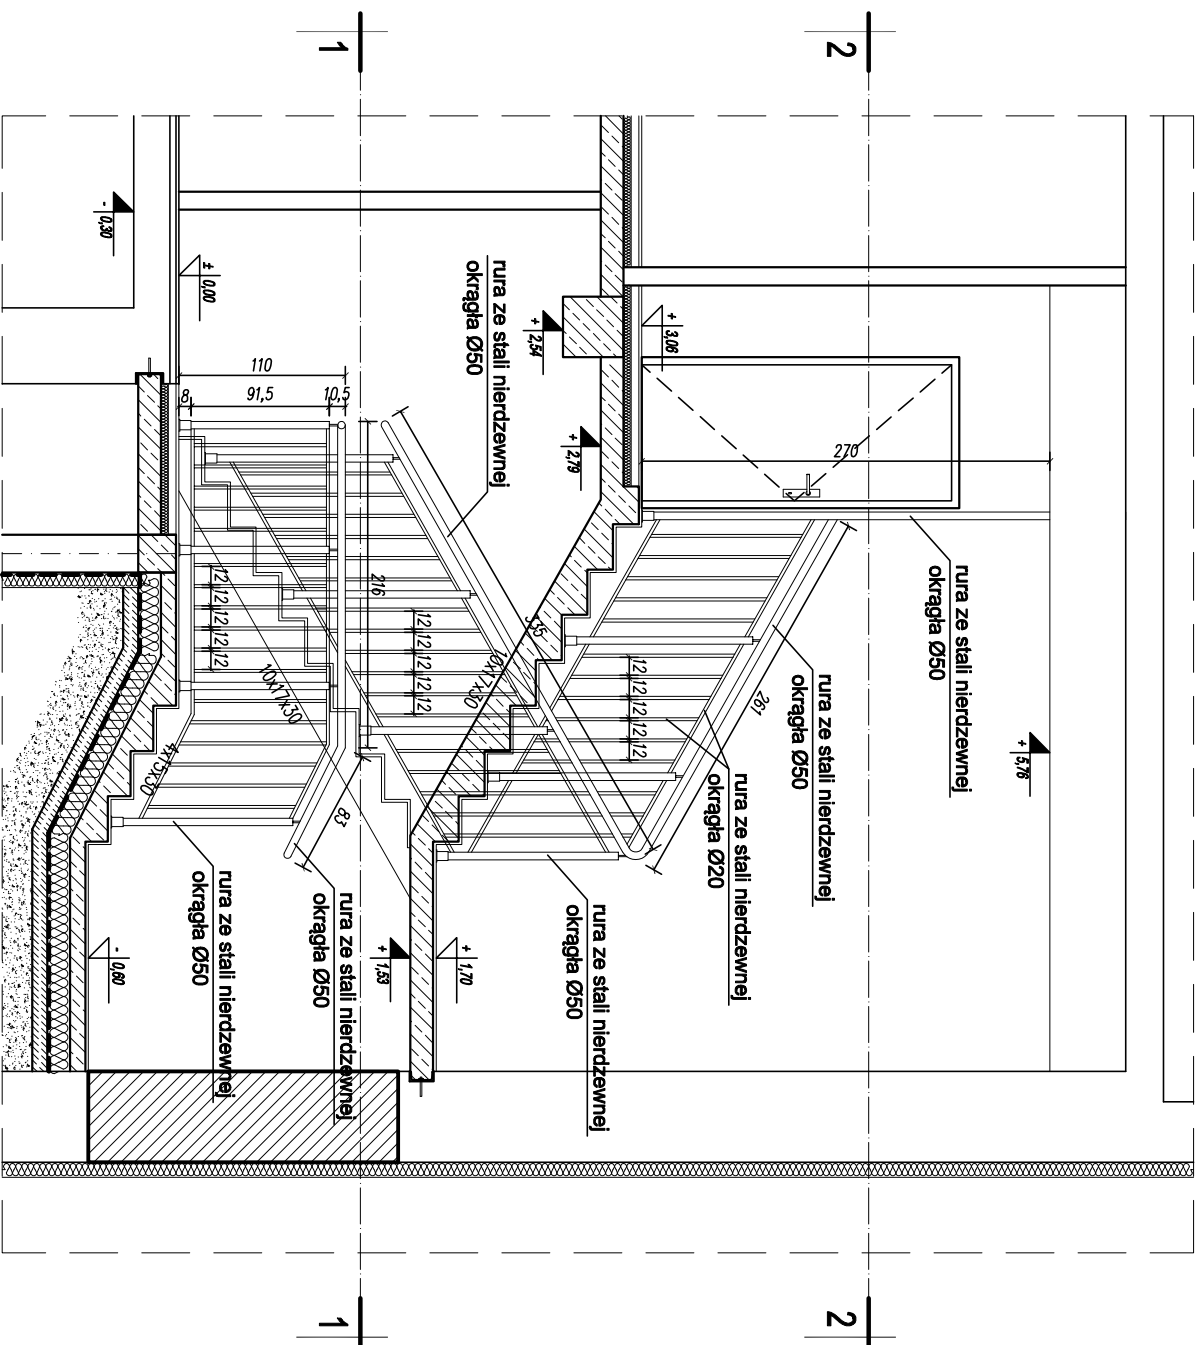 1
2
- 0,30
± 0,00
+ 2,54
+ 3,06
+ 2,79
+ 5,76
+ 1,70
+ 1,53
- 0,60
rura ze stali nierdzewnej
okrągła Ø50
rura ze stali nierdzewnej
okrągła Ø50
rura ze stali nierdzewnej
okrągła Ø50
rura ze stali nierdzewnej
okrągła Ø20
rura ze stali nierdzewnej
okrągła Ø50
rura ze stali nierdzewnej
okrągła Ø50
rura ze stali nierdzewnej
okrągła Ø50
110
8
91,5
10,5
270
216
335
261
83
10x17x30
10x17x30
4x15x30
12 12 12 12 12
12 12 12 12 12
12 12 12 12 12
1
2